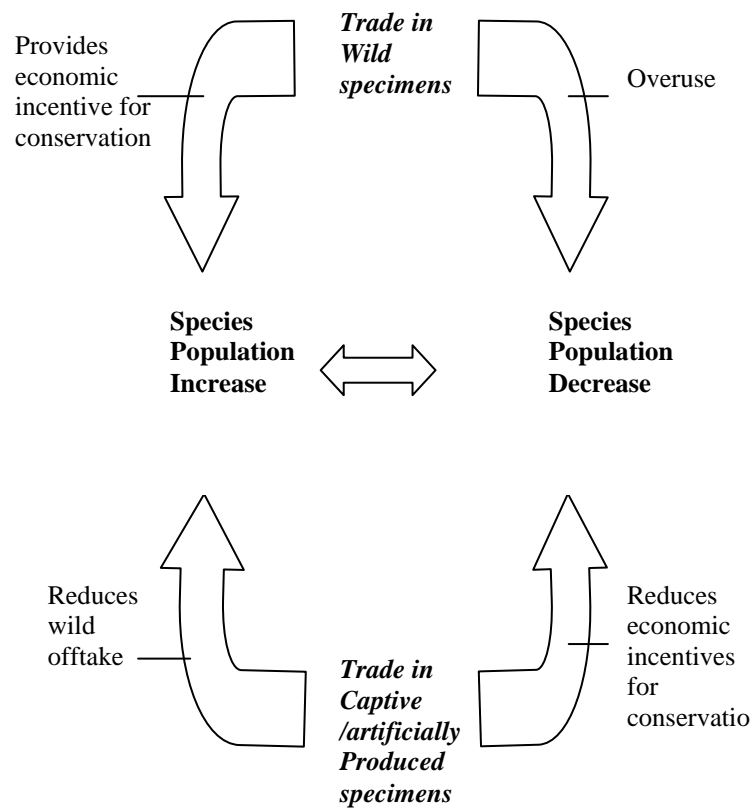 Provides
economic
incentive for
conservation
Trade in
Wild
specimens
Overuse
Species
Population
Increase
Species
Population
Decrease
Reduces
wild
offtake
Trade in
Captive
/artificially
Produced
specimens
Reduces
economic
incentives
for
conservatio